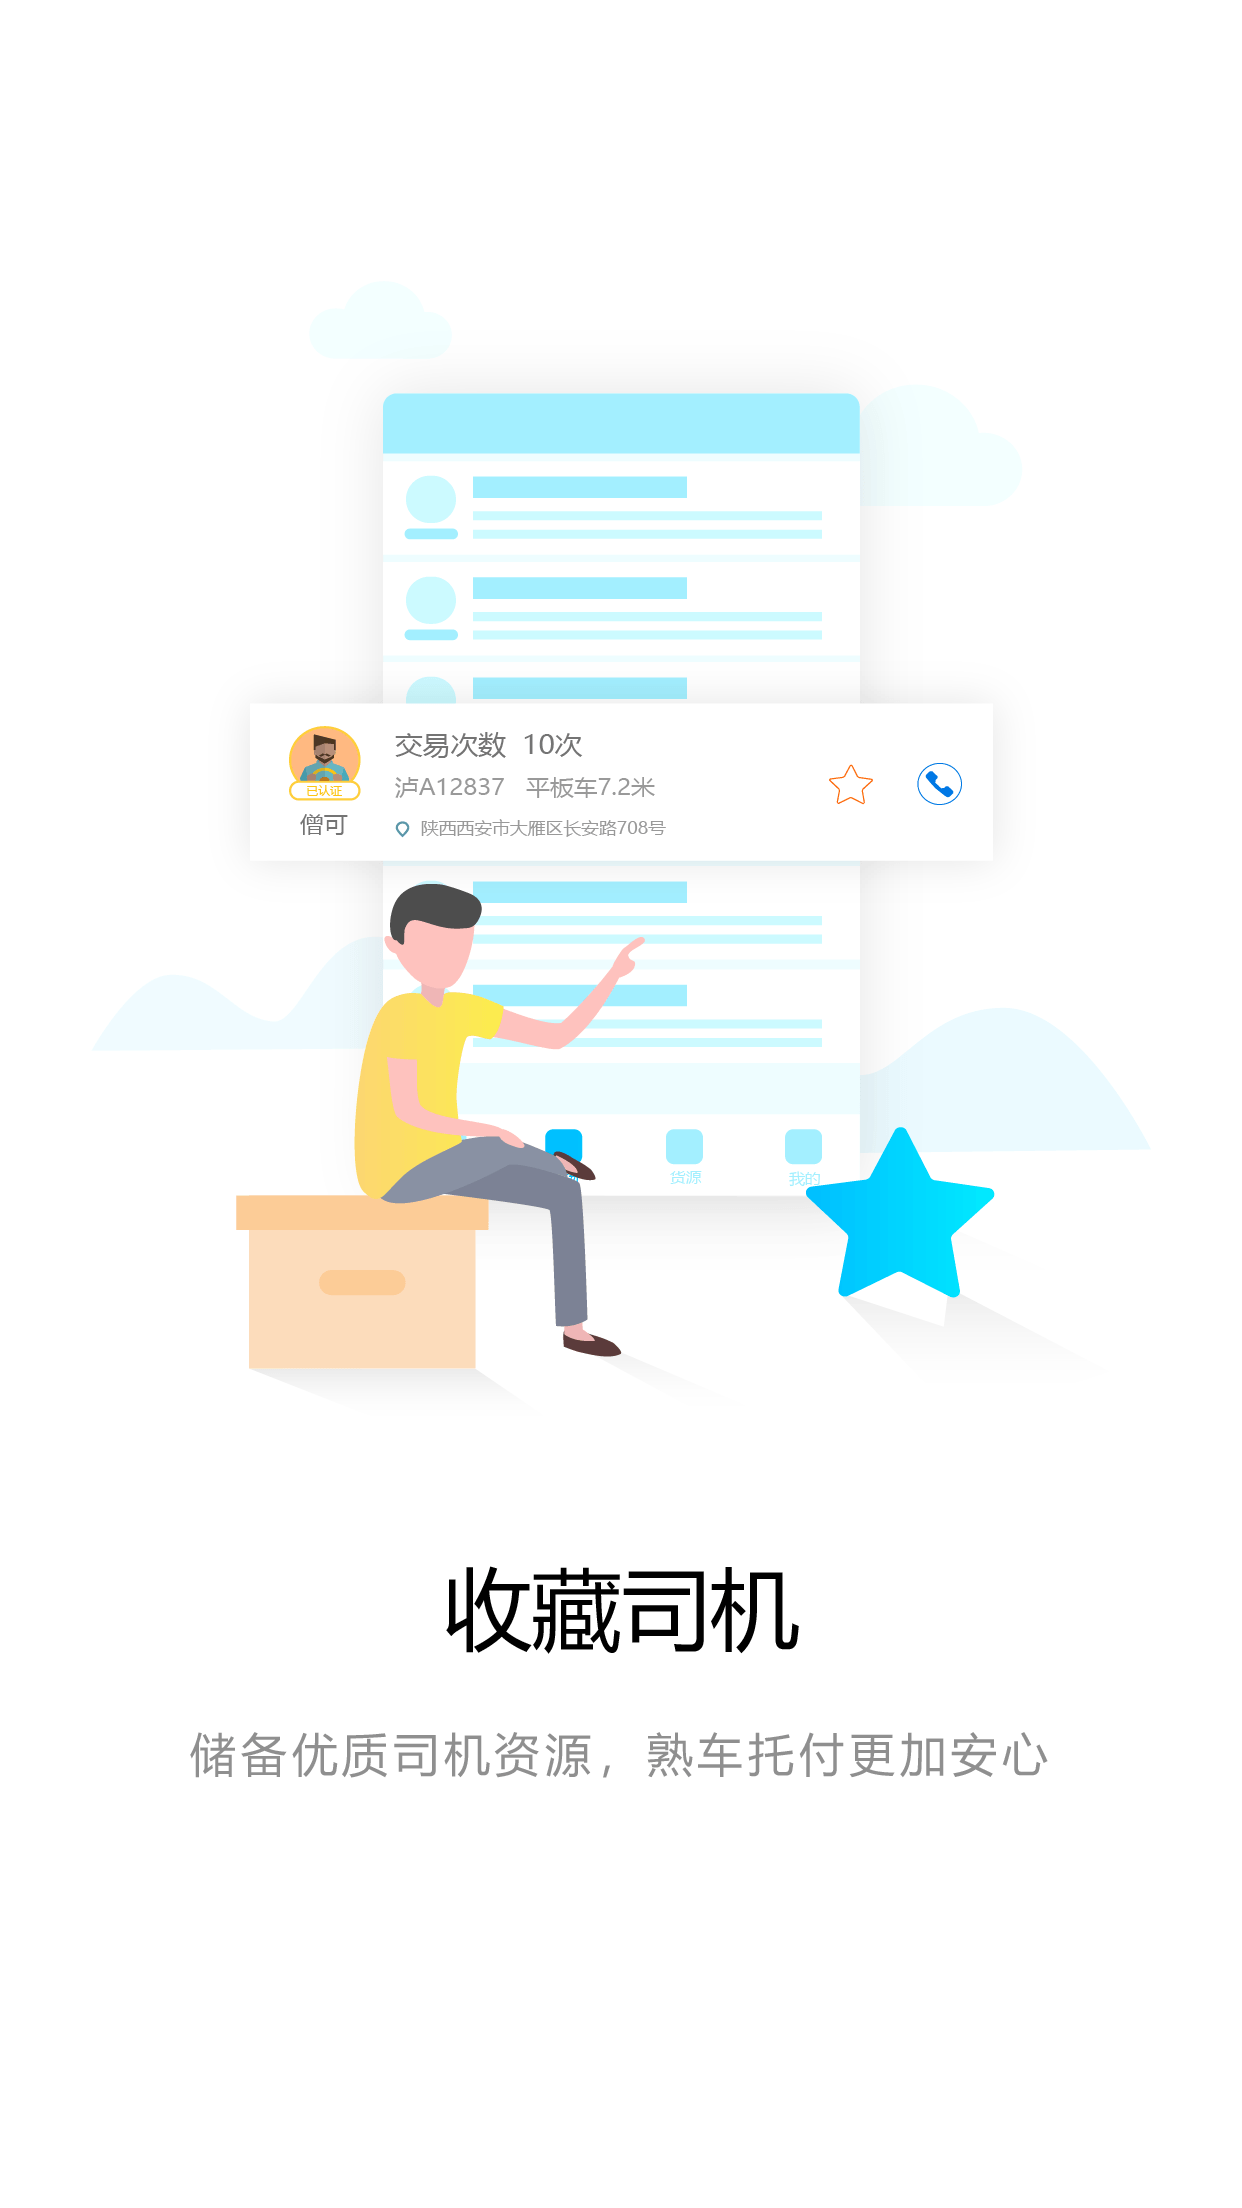 交易次数 10次
泸A12837 平板车7.2米
已认证
僧可
陕西西安市大雁区长安路708号
货源
我的
收藏司机
储备优质司机资源，熟车托付更加安心